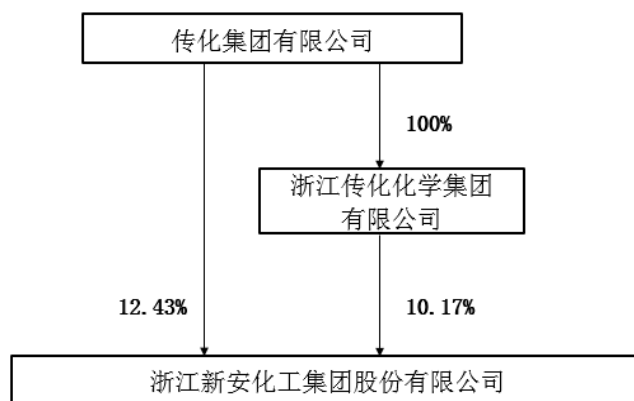 传化集团有限公司
100%
浙江传化化学集团
有限公司
12.43%
10.17%
浙江新安化工集团股份有限公司